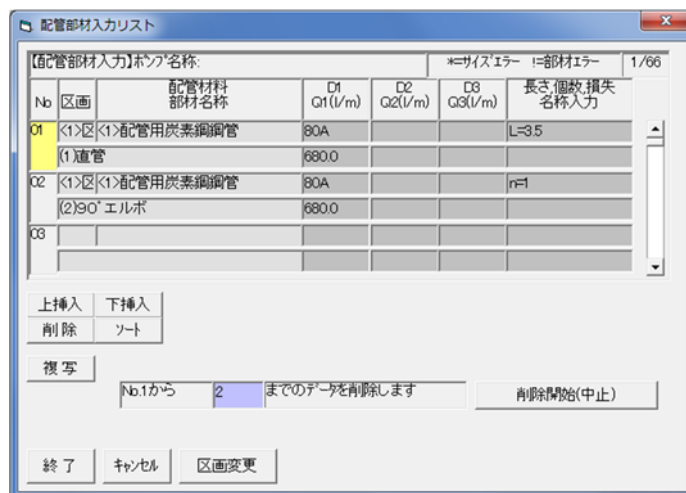 配管部材入力リスト
【配管部材入力】ポンプ名称: *=サイズエラー !=部材エラー 1/66
No 区画 配管材料 部材名称 D1 Q1(l/m) D2 Q2(l/m) D3 Q3(l/m) 長さ,個数,損失 名称入力
01 <1>区 <1>配管用炭素鋼鋼管 80A L=3.5
(1)直管 680.0
02 <1>区 <1>配管用炭素鋼鋼管 80A n=1
(2)90ﾟエルボ 680.0
03
上挿入 下挿入
削除 ソート
複写
No.1から 2 までのデータを削除します 削除開始(中止)
終了 キャンセル 区画変更